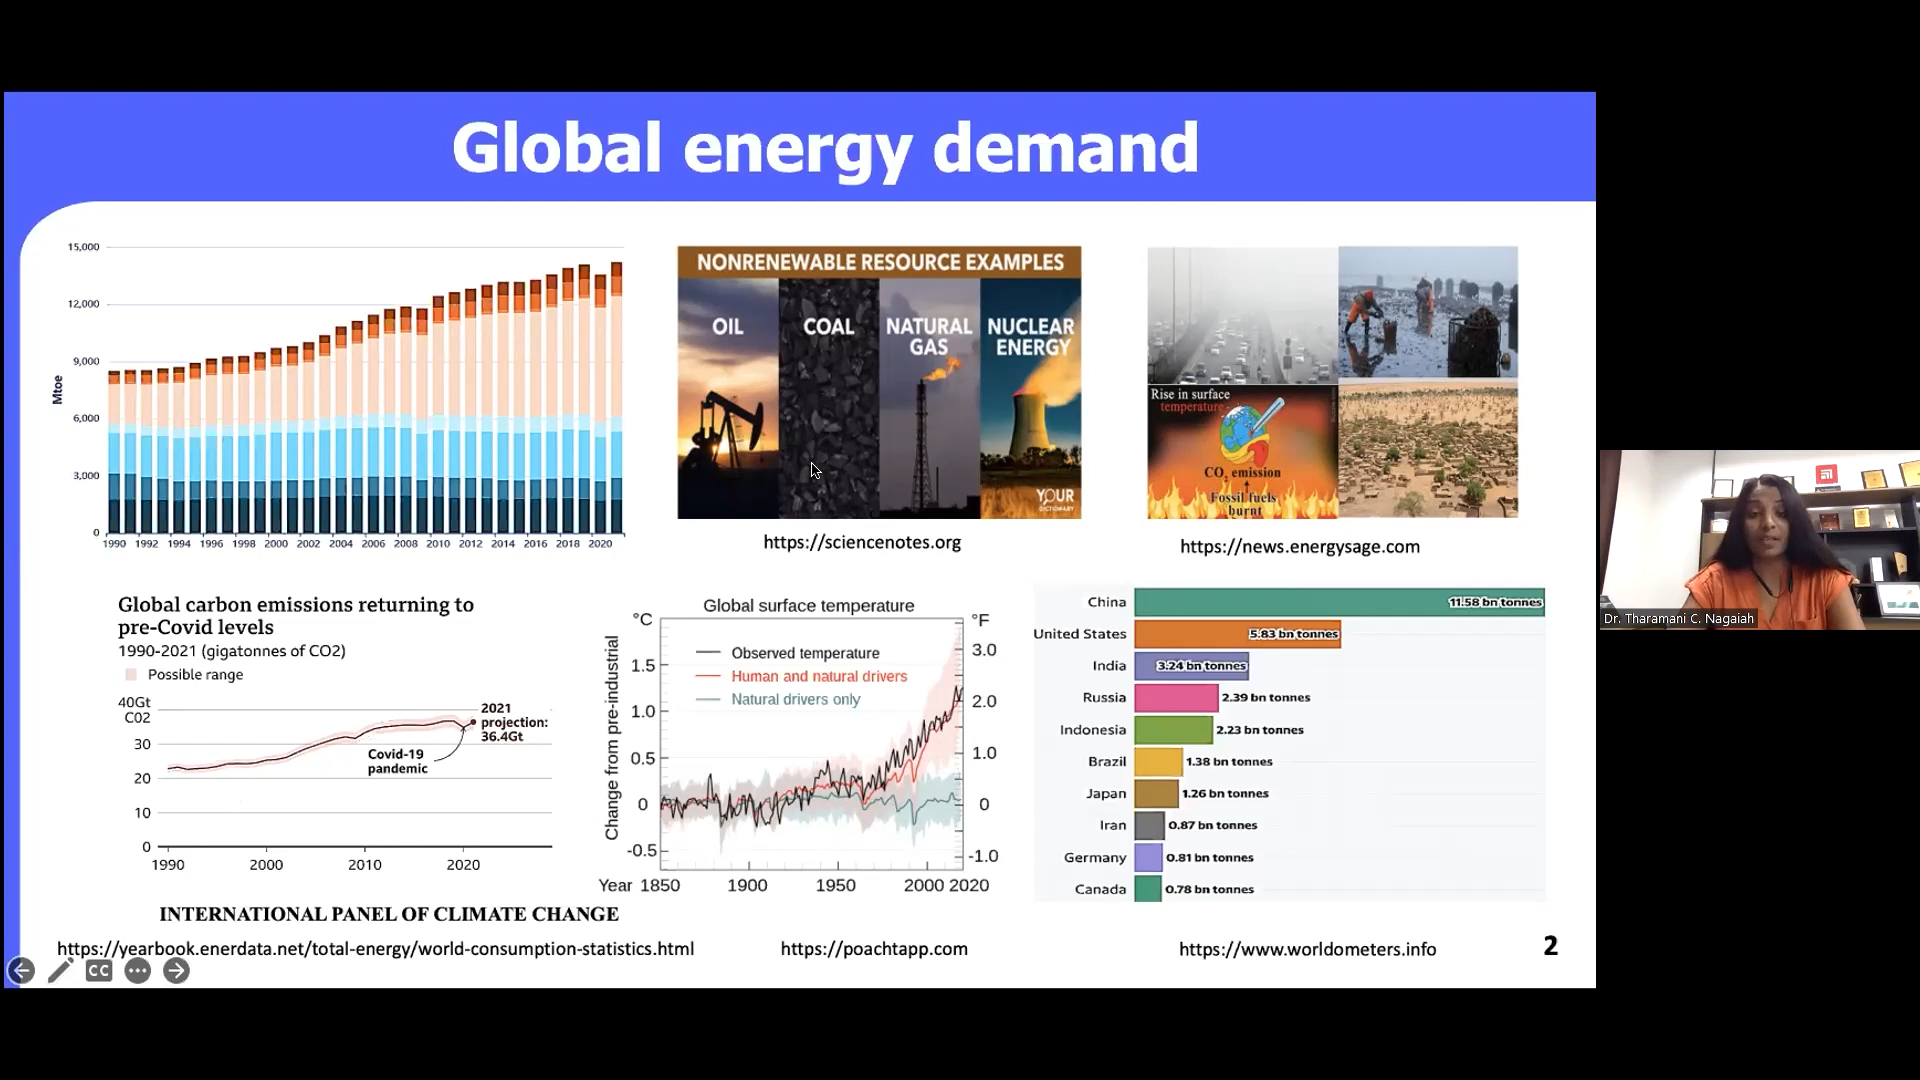 Global energy demand
15,000
12,000
9,000
6,000
3,000
0
Mtoe
1990 1992 1994 1996 1998 2000 2002 2004 2006 2008 2010 2012 2014 2016 2018 2020
NONRENEWABLE RESOURCE EXAMPLES
OIL
COAL
NATURAL
GAS
NUCLEAR
ENERGY
YOUR
DICTIONARY
https://sciencenotes.org
Rise in surface
temperature
CO2 emission
Fossil fuels
burnt
https://news.energysage.com
Global carbon emissions returning to
pre-Covid levels
1990-2021 (gigatonnes of CO2)
Possible range
40Gt
C02
30
20
10
0
2021
projection:
36.4Gt
Covid-19
pandemic
1990 2000 2010 2020
INTERNATIONAL PANEL OF CLIMATE CHANGE
https://yearbook.enerdata.net/total-energy/world-consumption-statistics.html
Global surface temperature
°C
°F
Change from pre-industrial
Observed temperature
Human and natural drivers
Natural drivers only
1.5
1.0
0.5
0
-0.5
3.0
2.0
1.0
0
-1.0
Year 1850 1900 1950 2000 2020
https://poachtapp.com
China 11.58 bn tonnes
United States 5.83 bn tonnes
India 3.24 bn tonnes
Russia 2.39 bn tonnes
Indonesia 2.23 bn tonnes
Brazil 1.38 bn tonnes
Japan 1.26 bn tonnes
Iran 0.87 bn tonnes
Germany 0.81 bn tonnes
Canada 0.78 bn tonnes
https://www.worldometers.info
2
CC
Dr. Tharamani C. Nagaiah